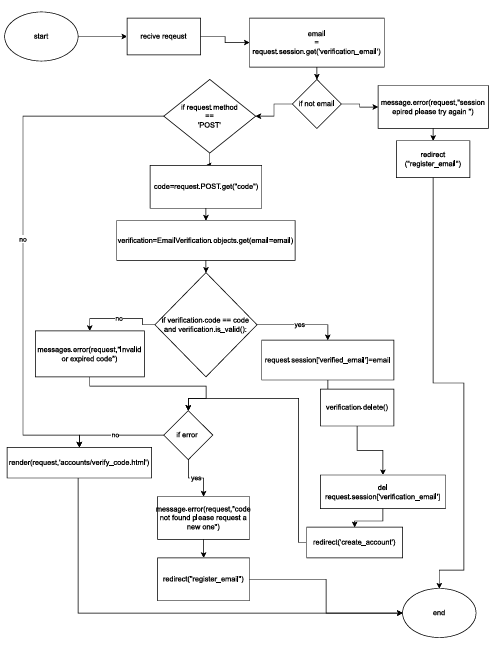 start
recive reqeust
email
=
request.session.get('verification_email')
if request.method
==
'POST'
if not email
message.error(request,"session
epired please try again ")
redirect
("register_email")
code=request.POST.get("code")
no
verification=EmailVerification.objects.get(email=email)
no
if verification.code == code
and verification.is_valid():
yes
messages.error(request,"Invalid
or expired code")
request.session['verified_email']=email
verification.delete()
no
if error
render(request,'accounts/verify_code.html')
yes
del
request.session['verification_email']
message.error(request,"code
not found please request a
new one")
redirect('create_account')
redirect("register_email")
end